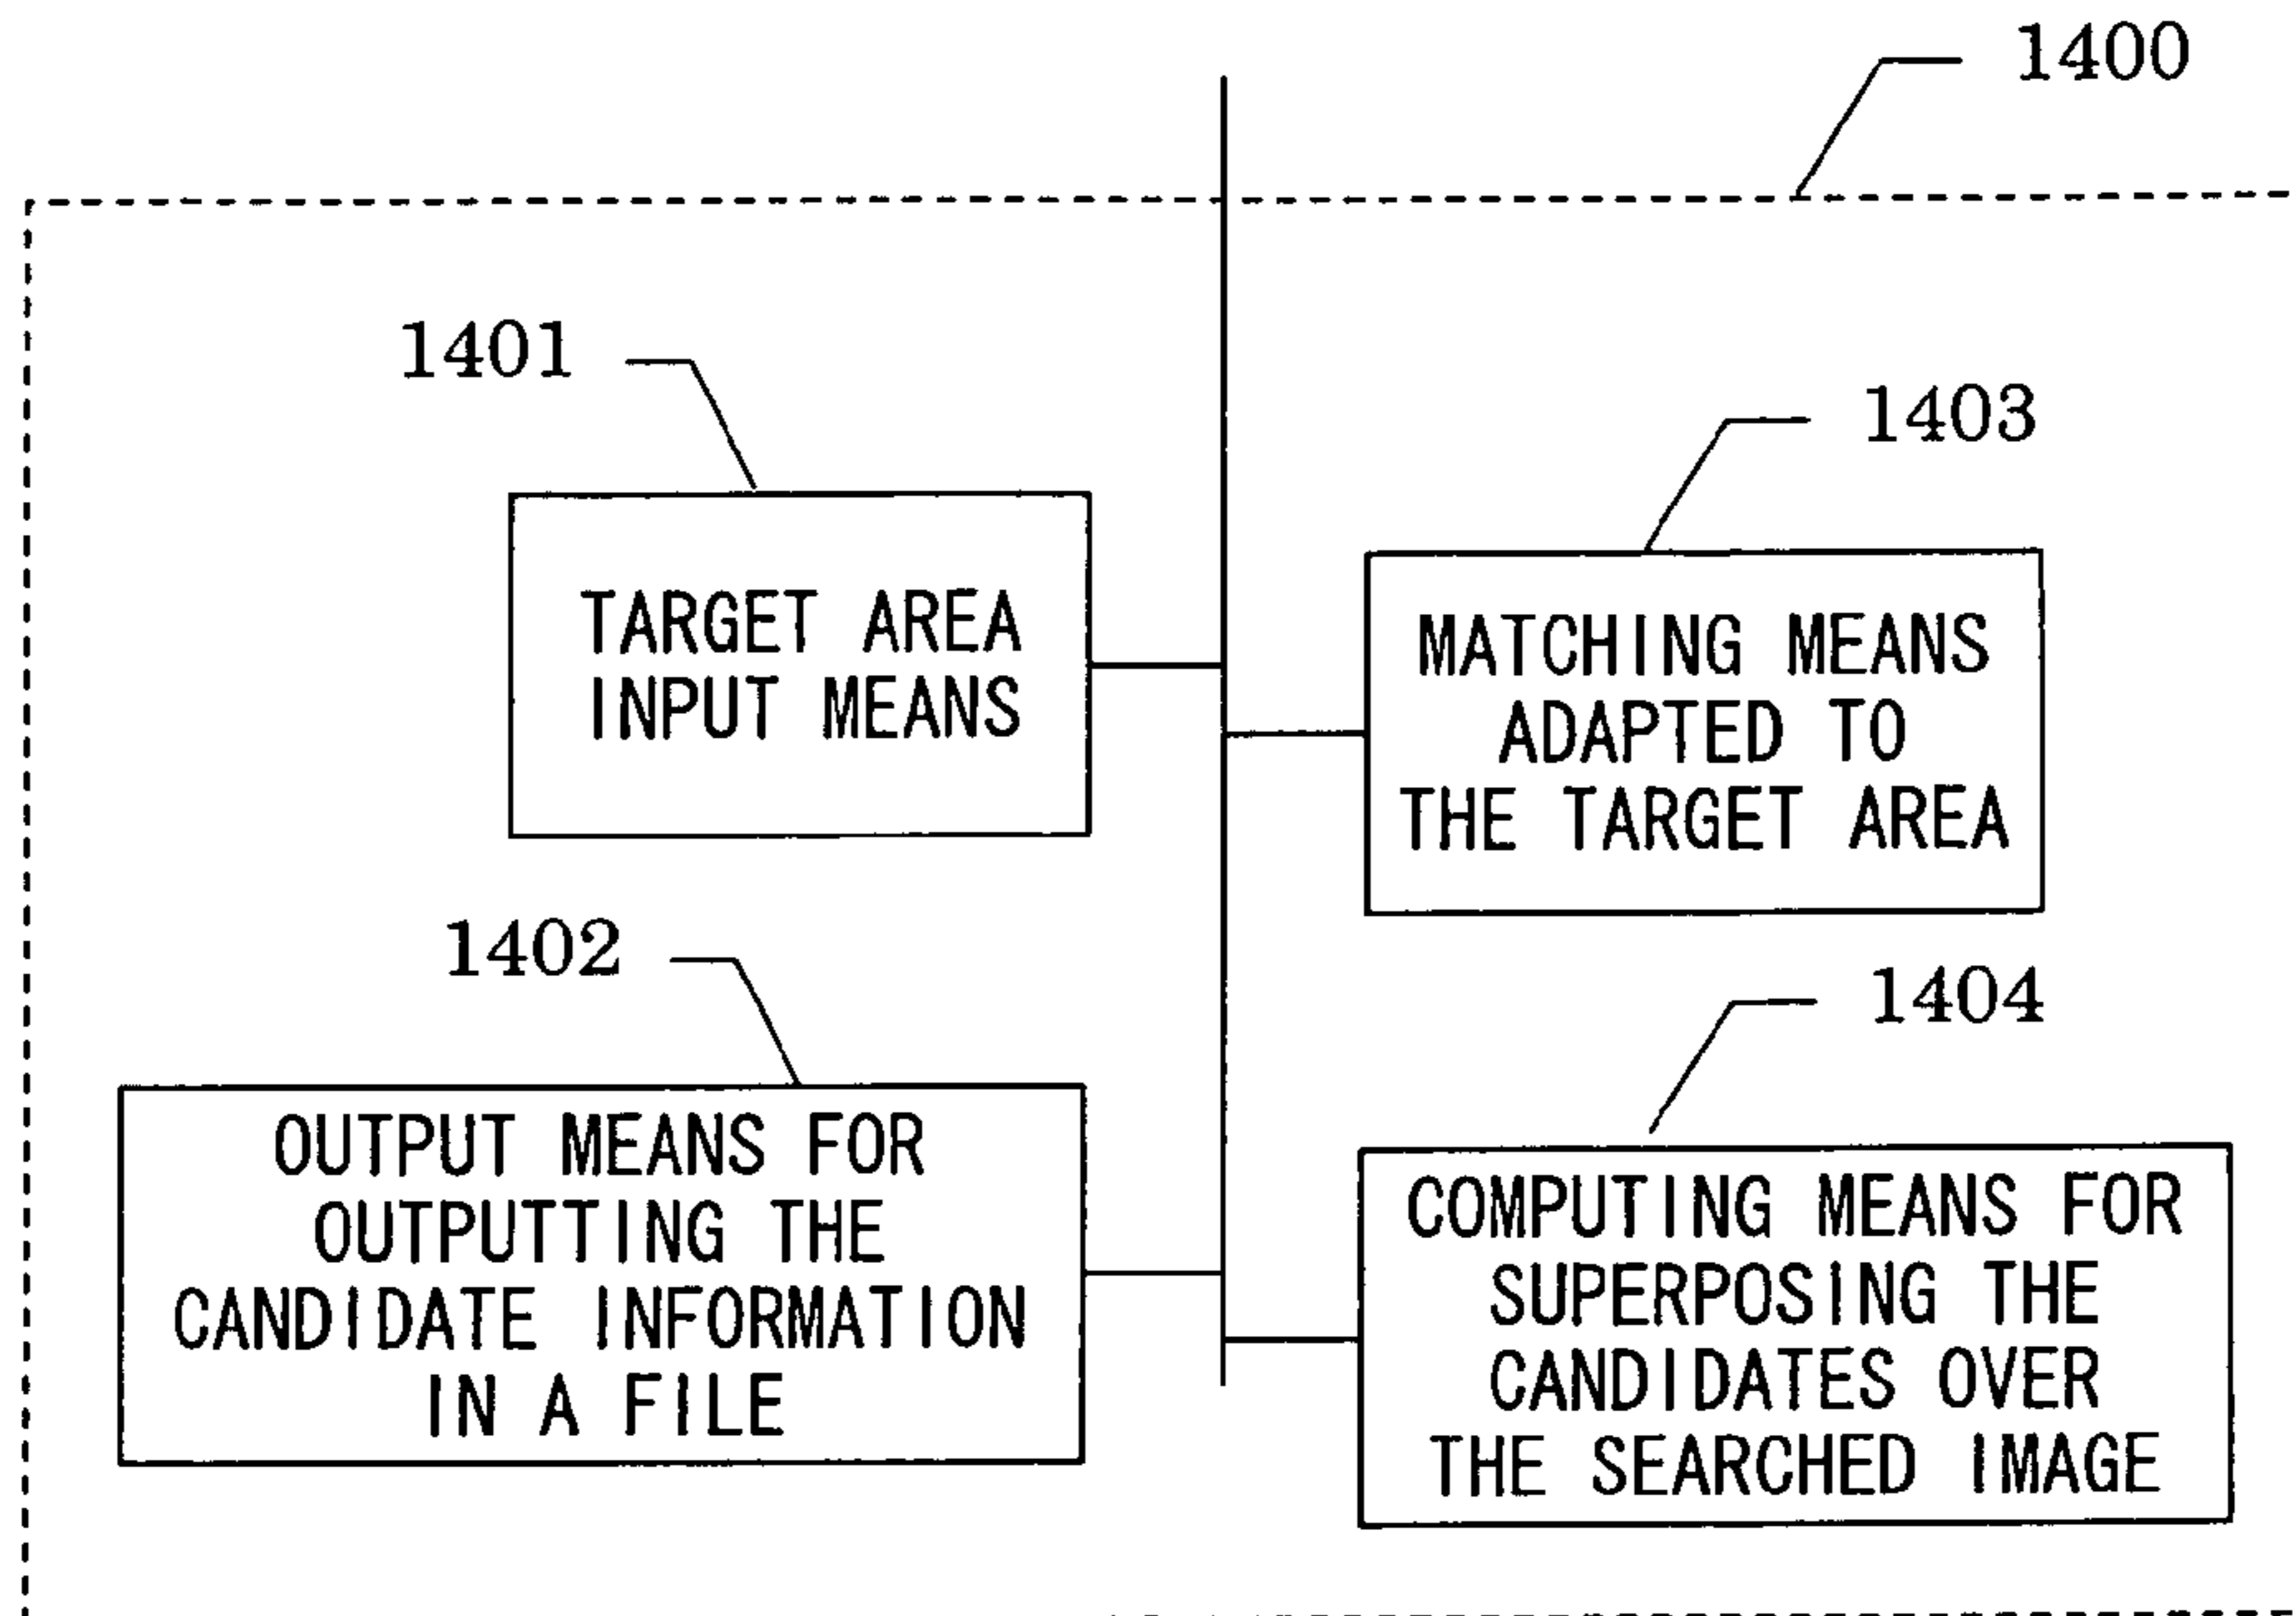 1400
1401
TARGET AREA
INPUT MEANS
1403
MATCHING MEANS
ADAPTED TO
THE TARGET AREA
1402
OUTPUT MEANS FOR
OUTPUTTING THE
CANDIDATE INFORMATION
IN A FILE
1404
COMPUTING MEANS FOR
SUPERPOSING THE
CANDIDATES OVER
THE SEARCHED IMAGE